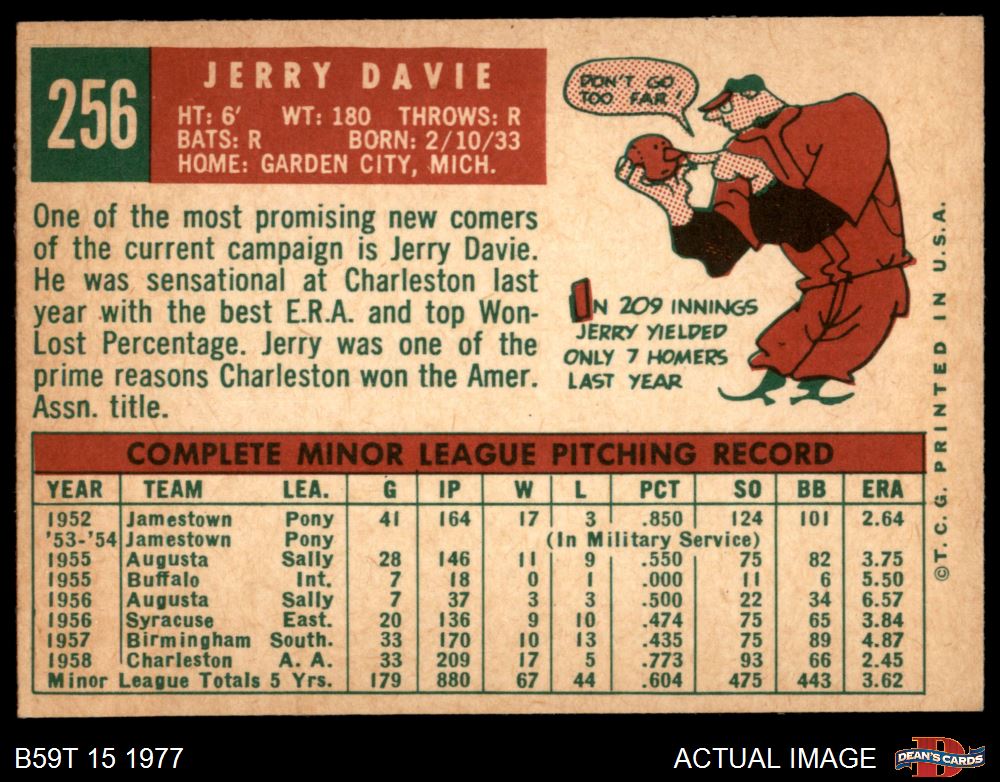 256
JERRY DAVIE
HT: 6' WT: 180 THROWS: R
BATS: R BORN: 2/10/33
HOME: GARDEN CITY, MICH.
DON'T GO
TOO FAR!
One of the most promising new comers
of the current campaign is Jerry Davie.
He was sensational at Charleston last
year with the best E.R.A. and top Won-
Lost Percentage. Jerry was one of the
prime reasons Charleston won the Amer.
Assn. title.
IN 209 INNINGS
JERRY YIELDED
ONLY 7 HOMERS
LAST YEAR
COMPLETE MINOR LEAGUE PITCHING RECORD
YEAR TEAM LEA. G IP W L PCT SO BB ERA
1952 Jamestown Pony 41 164 17 3 .850 124 101 2.64
'53-'54 Jamestown Pony (In Military Service)
1955 Augusta Sally 28 146 11 9 .550 75 82 3.75
1955 Buffalo Int. 7 18 0 1 .000 11 6 5.50
1956 Augusta Sally 7 37 3 3 .500 22 34 6.57
1956 Syracuse East. 20 136 9 10 .474 75 65 3.84
1957 Birmingham South. 33 170 10 13 .435 75 89 4.87
1958 Charleston A. A. 33 209 17 5 .773 93 66 2.45
Minor League Totals 5 Yrs. 179 880 67 44 .604 475 443 3.62
©T. C. G. PRINTED IN U.S.A.
B59T 15 1977
ACTUAL IMAGE
D
DEAN'S CARDS